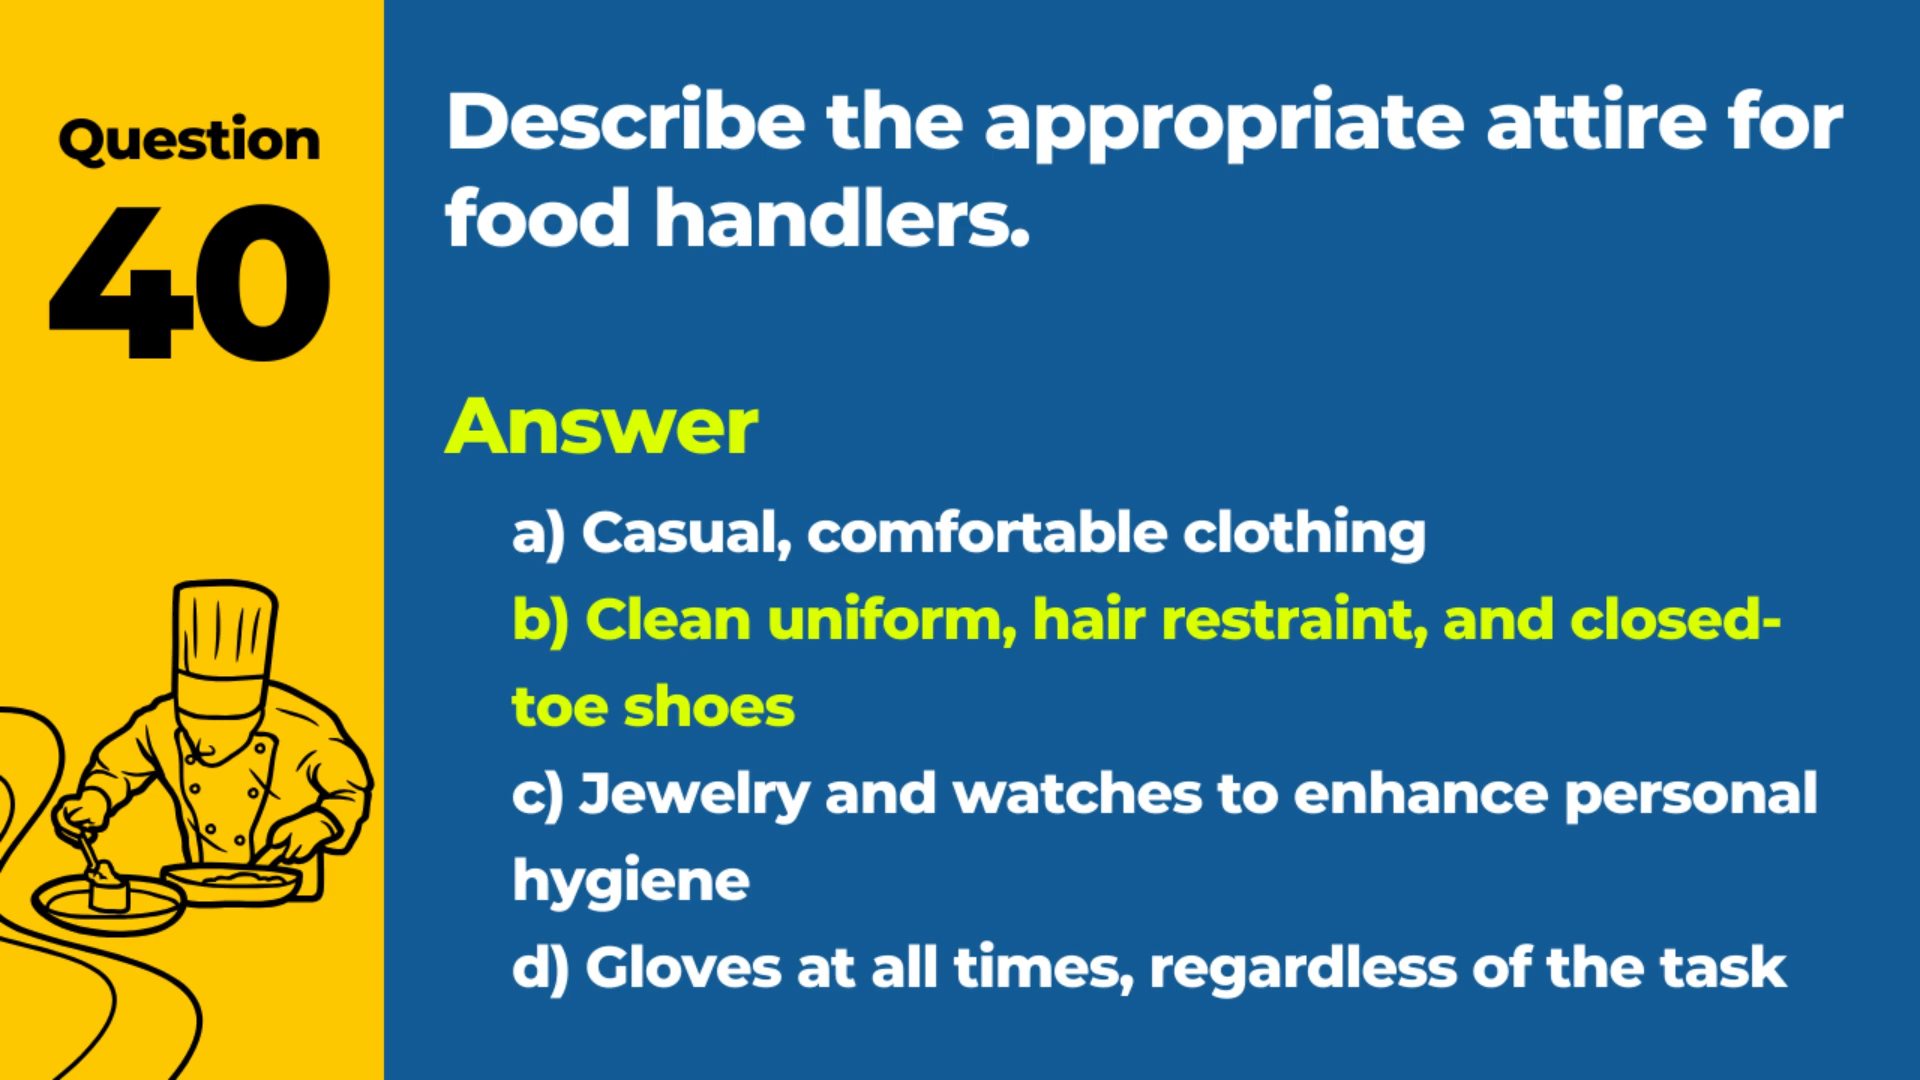 Question
40
Describe the appropriate attire for
food handlers.
Answer
a) Casual, comfortable clothing
b) Clean uniform, hair restraint, and closed-
toe shoes
c) Jewelry and watches to enhance personal
hygiene
d) Gloves at all times, regardless of the task